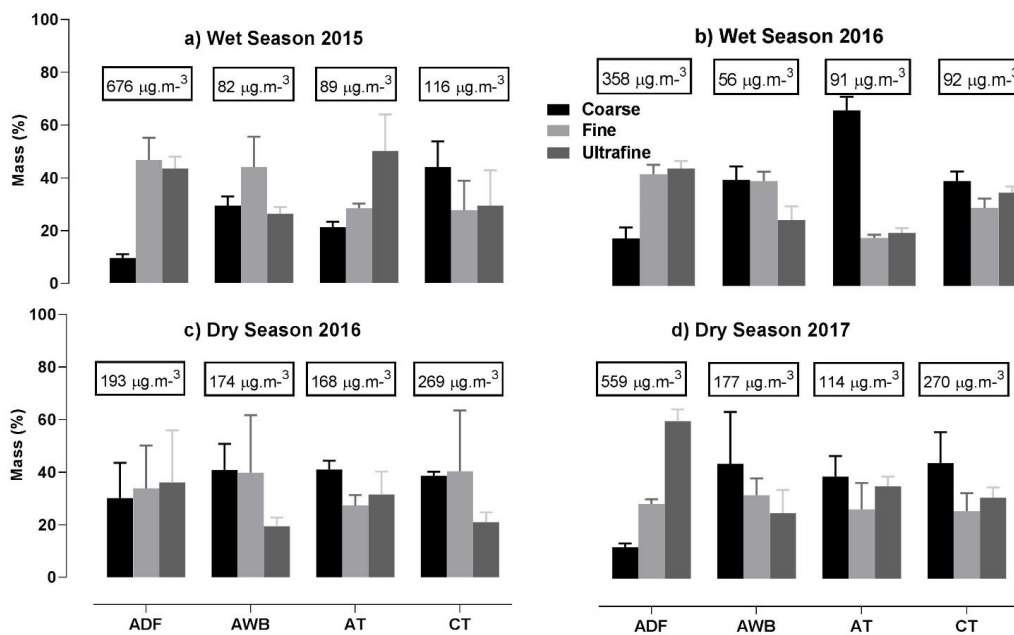 a) Wet Season 2015
676 µg.m-³
82 µg.m-³
89 µg.m-³
116 µg.m-³
100
80
60
40
20
0
Mass (%)
b) Wet Season 2016
358 µg.m-³
56 µg.m-³
91 µg.m-³
92 µg.m-³
Coarse
Fine
Ultrafine
c) Dry Season 2016
193 µg.m-³
174 µg.m-³
168 µg.m-³
269 µg.m-³
100
80
60
40
20
0
Mass (%)
ADF AWB AT CT
d) Dry Season 2017
559 µg.m-³
177 µg.m-³
114 µg.m-³
270 µg.m-³
ADF AWB AT CT